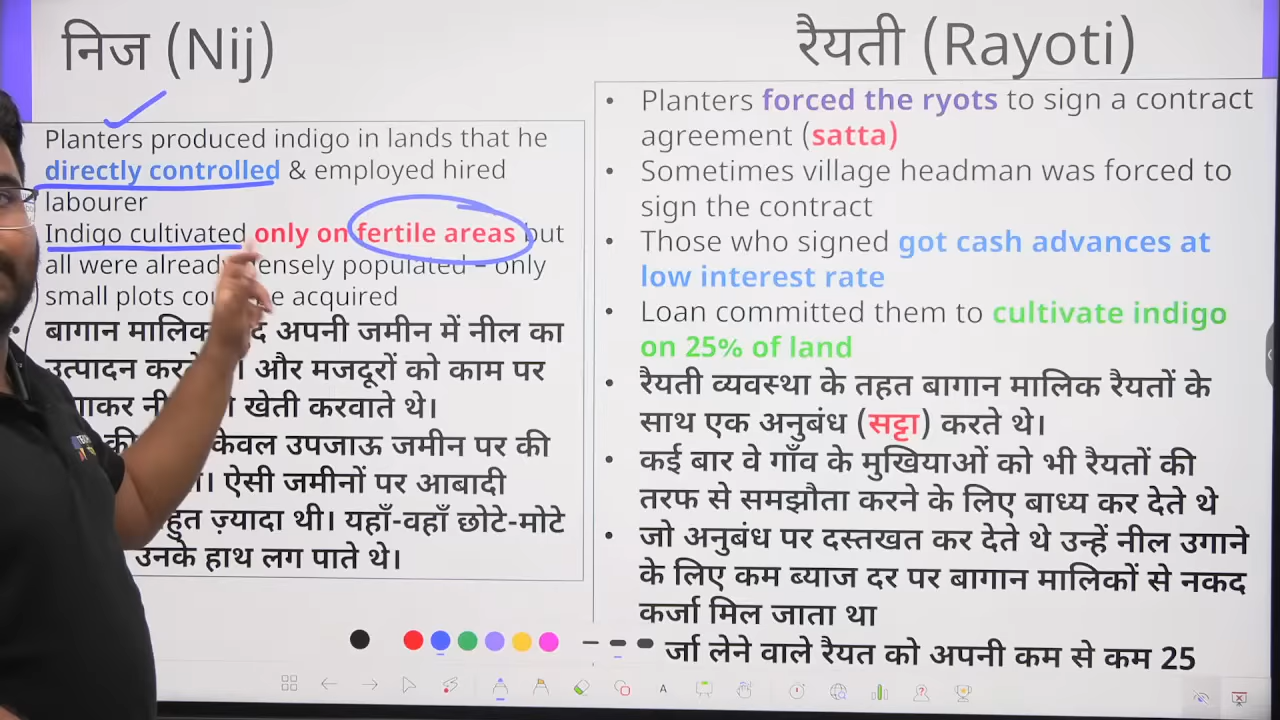 निज (Nij)
रैयती (Rayoti)
Planters produced indigo in lands that he
directly controlled & employed hired
labourer
Indigo cultivated only on fertile areas but
all were already densely populated – only
small plots could be acquired
बागान मालिक अपनी जमीन में नील का
उत्पादन और मजदूरों को काम पर
खेती करवाते थे।
केवल उपजाऊ जमीन पर की
ऐसी जमीनों पर आबादी
ज़्यादा थी। यहाँ-वहाँ छोटे-मोटे
उनके हाथ लग पाते थे।
• Planters forced the ryots to sign a contract
agreement (satta)
• Sometimes village headman was forced to
sign the contract
• Those who signed got cash advances at
low interest rate
• Loan committed them to cultivate indigo
on 25% of land
• रैयती व्यवस्था के तहत बागान मालिक रैयतों के
साथ एक अनुबंध (सट्टा) करते थे।
• कई बार वे गाँव के मुखियाओं को भी रैयतों की
तरफ से समझौता करने के लिए बाध्य कर देते थे
• जो अनुबंध पर दस्तखत कर देते थे उन्हें नील उगाने
के लिए कम ब्याज दर पर बागान मालिकों से नकद
कर्जा मिल जाता था
लेने वाले रैयत को अपनी कम से कम 25